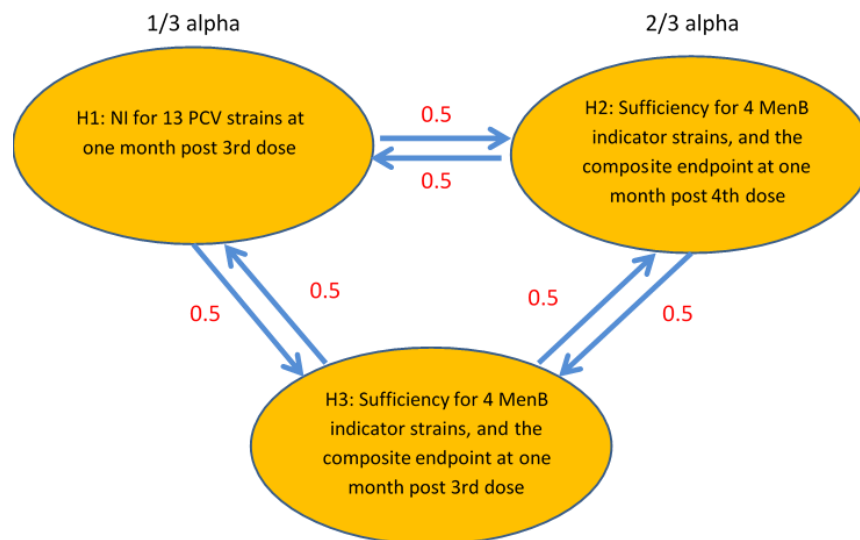 1/3 alpha
2/3 alpha
H1: NI for 13 PCV strains at
one month post 3rd dose
0.5
0.5
H2: Sufficiency for 4 MenB
indicator strains, and the
composite endpoint at one
month post 4th dose
0.5
0.5
0.5
0.5
H3: Sufficiency for 4 MenB
indicator strains, and the
composite endpoint at one
month post 3rd dose